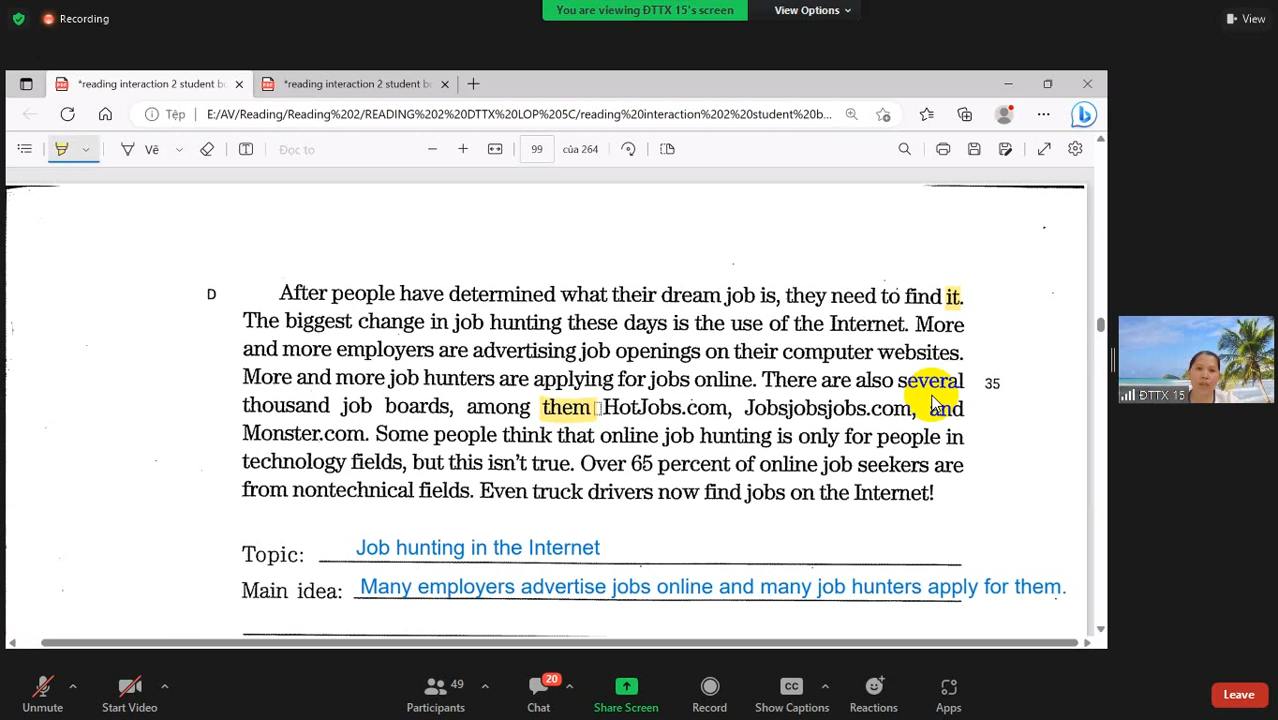 Recording
You are viewing ĐTTX 15's screen
View Options
View
*reading interaction 2 student bo
*reading interaction 2 student bo
Tệp
E:/AV/Reading/Reading%202/READING%202%20DTTX%20LOP%205C/reading%20interaction%202%20student%20b...
Vẽ
Đọc to
99
của 264
D
After people have determined what their dream job is, they need to find it.
The biggest change in job hunting these days is the use of the Internet. More
and more employers are advertising job openings on their computer websites.
More and more job hunters are applying for jobs online. There are also several
35
thousand job boards, among them HotJobs.com, Jobsjobsjobs.com, and
Monster.com. Some people think that online job hunting is only for people in
technology fields, but this isn't true. Over 65 percent of online job seekers are
from nontechnical fields. Even truck drivers now find jobs on the Internet!
Topic: Job hunting in the Internet
Main idea: Many employers advertise jobs online and many job hunters apply for them.
ĐTTX 15
Unmute
Start Video
49
Participants
20
Chat
Share Screen
Record
CC
Show Captions
Reactions
Apps
Leave